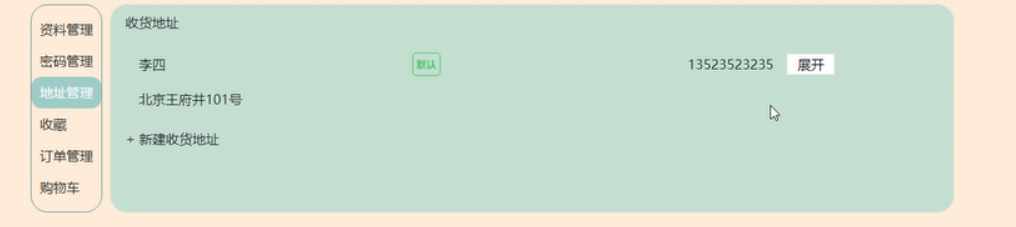 资料管理
密码管理
地址管理
收藏
订单管理
购物车
收货地址
李四 默认 13523523235 展开
北京王府井101号
+ 新建收货地址